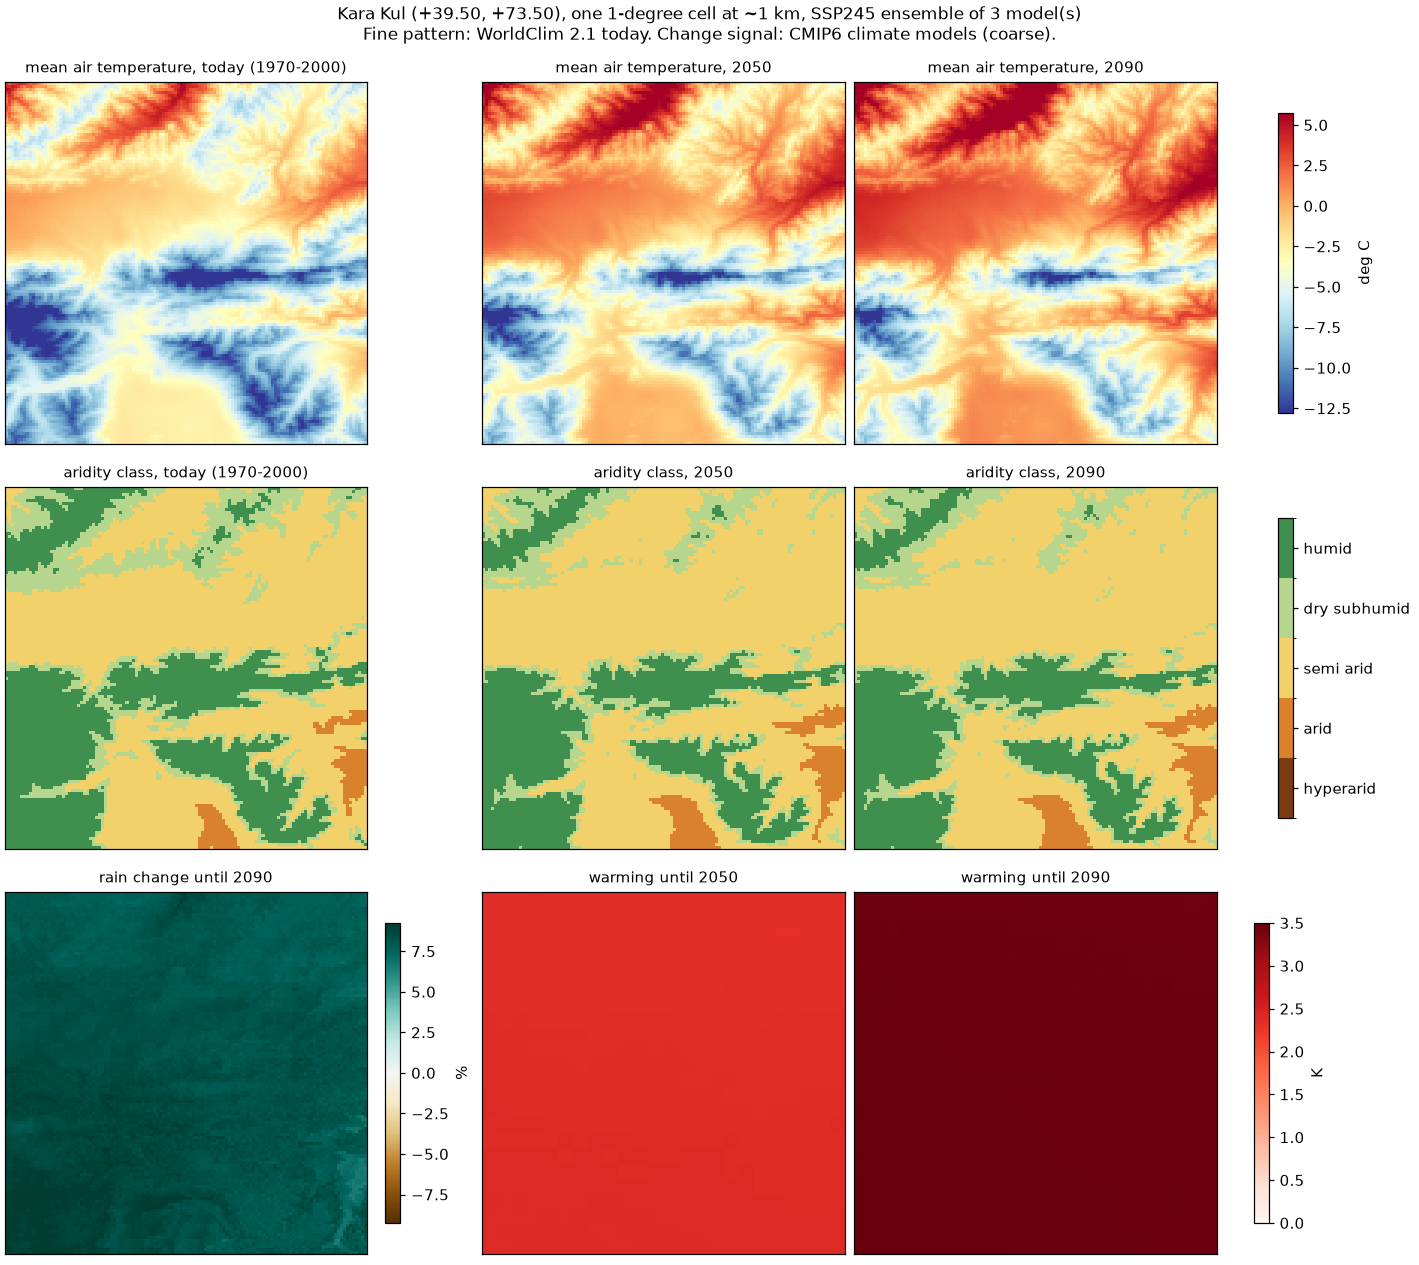 Kara Kul (+39.50, +73.50), one 1-degree cell at ~1 km, SSP245 ensemble of 3 model(s)
Fine pattern: WorldClim 2.1 today. Change signal: CMIP6 climate models (coarse).
mean air temperature, today (1970-2000)
mean air temperature, 2050
mean air temperature, 2090
5.0
2.5
0.0
−2.5
−5.0
−7.5
−10.0
−12.5
deg C
aridity class, today (1970-2000)
aridity class, 2050
aridity class, 2090
humid
dry subhumid
semi arid
arid
hyperarid
rain change until 2090
7.5
5.0
2.5
0.0
−2.5
−5.0
−7.5
%
warming until 2050
warming until 2090
3.5
3.0
2.5
2.0
1.5
1.0
0.5
0.0
K